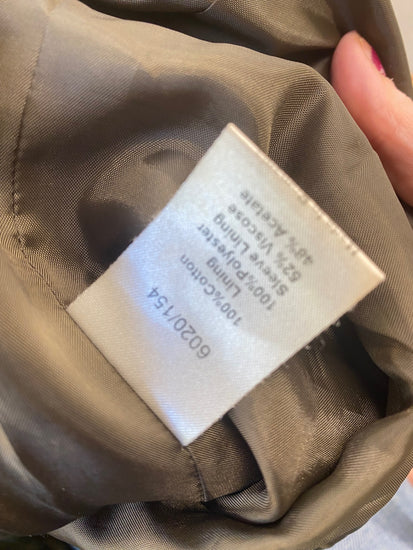 6020/154
100%Cotton
Lining
100%Polyester
Sleeve Lining
52% Viscose
48% Acetate